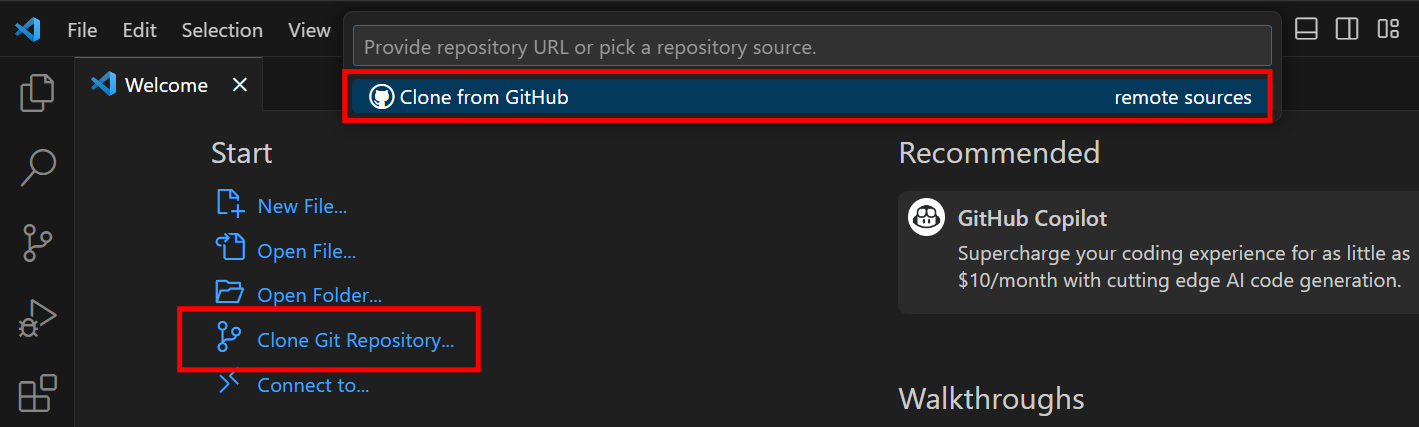 File Edit Selection View
Provide repository URL or pick a repository source.
Clone from GitHub remote sources
Welcome
Start
New File...
Open File...
Open Folder...
Clone Git Repository...
Connect to...
Recommended
GitHub Copilot
Supercharge your coding experience for as little as
$10/month with cutting edge AI code generation.
Walkthroughs